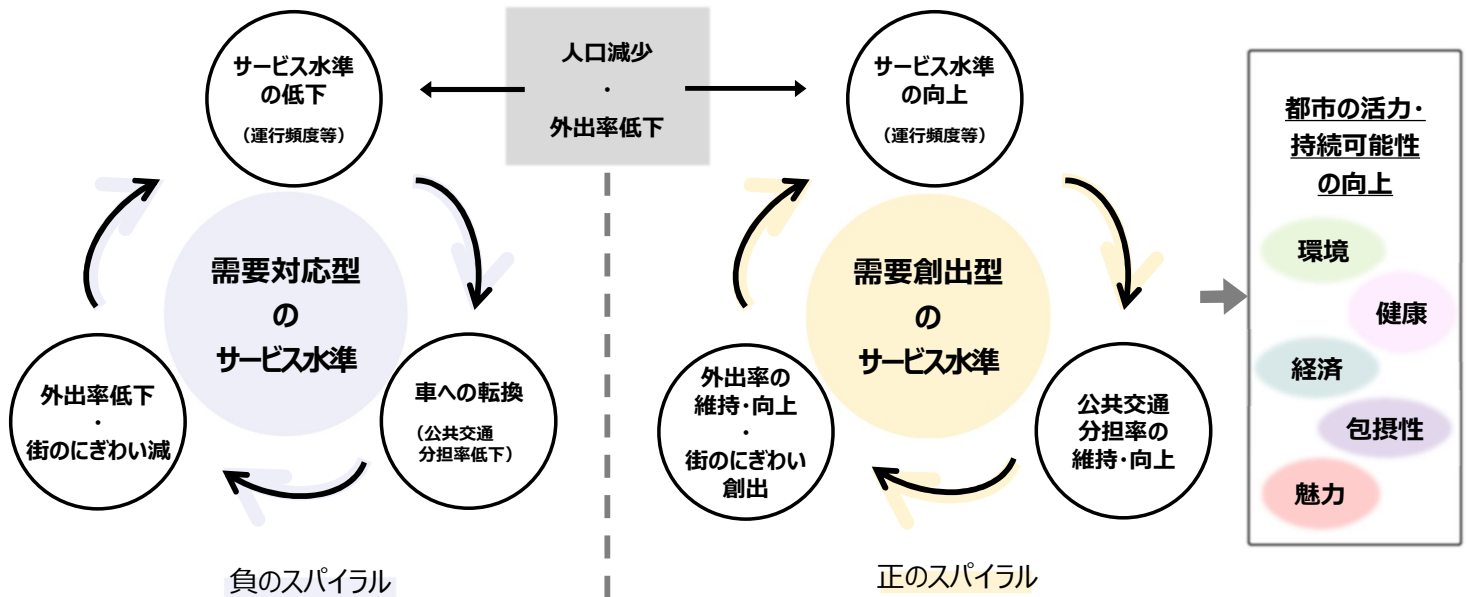 人口減少
・
外出率低下
サービス水準
の低下
(運行頻度等)
需要対応型
の
サービス水準
車への転換
(公共交通
分担率低下)
外出率低下
・
街のにぎわい減
負のスパイラル
サービス水準
の向上
(運行頻度等)
需要創出型
の
サービス水準
公共交通
分担率の
維持・向上
外出率の
維持・向上
・
街のにぎわい
創出
正のスパイラル
都市の活力・
持続可能性
の向上
環境
健康
経済
包摂性
魅力